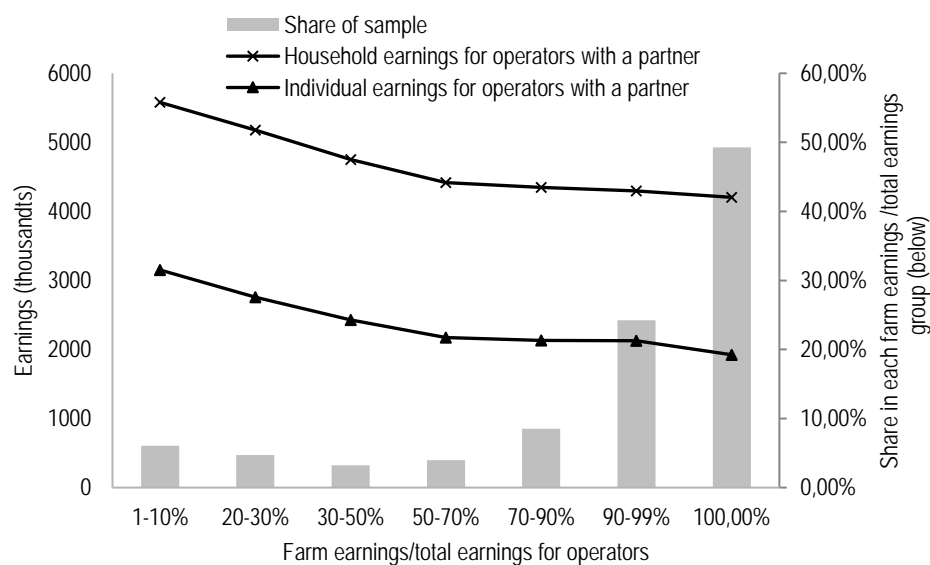 Share of sample
Household earnings for operators with a partner
Individual earnings for operators with a partner
6000
5000
4000
3000
2000
1000
0
Earnings (thousandts)
60,00%
50,00%
40,00%
30,00%
20,00%
10,00%
0,00%
Share in each farm earnings /total earnings
group (below)
1-10% 20-30% 30-50% 50-70% 70-90% 90-99% 100,00%
Farm earnings/total earnings for operators